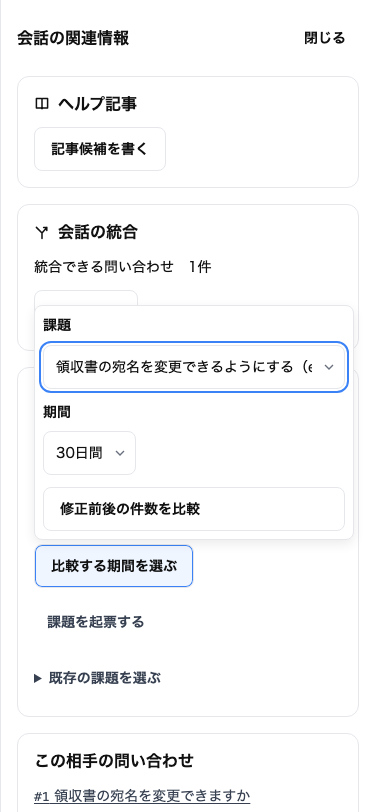 会話の関連情報 閉じる
ヘルプ記事
記事候補を書く
会話の統合
統合できる問い合わせ 1件
課題
領収書の宛名を変更できるようにする（e
期間
30日間
修正前後の件数を比較
比較する期間を選ぶ
課題を起票する
▶ 既存の課題を選ぶ
この相手の問い合わせ
#1 領収書の宛名を変更できますか